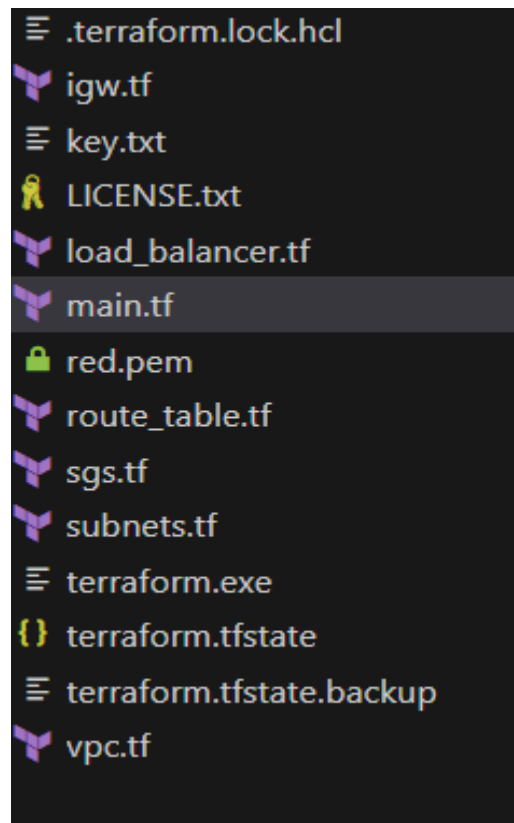 .terraform.lock.hcl
igw.tf
key.txt
LICENSE.txt
load_balancer.tf
main.tf
red.pem
route_table.tf
sgs.tf
subnets.tf
terraform.exe
terraform.tfstate
terraform.tfstate.backup
vpc.tf